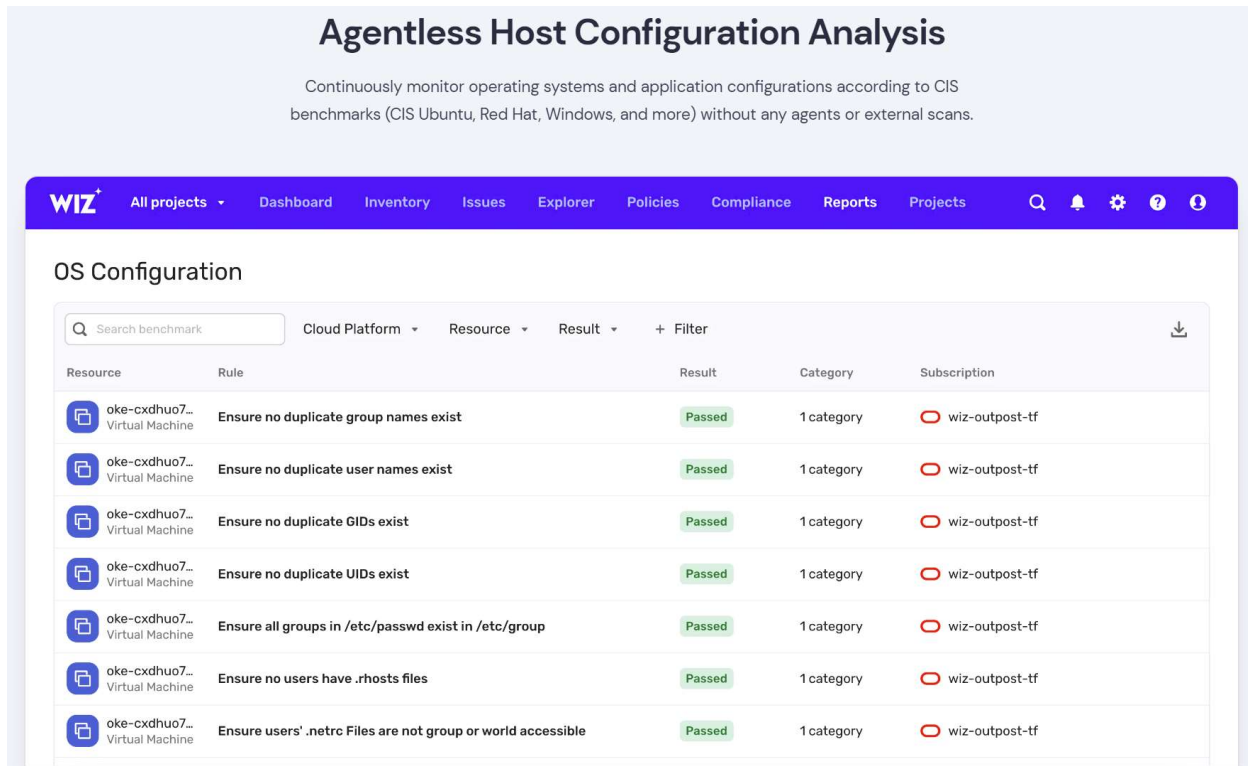 Agentless Host Configuration Analysis
Continuously monitor operating systems and application configurations according to CIS
benchmarks (CIS Ubuntu, Red Hat, Windows, and more) without any agents or external scans.
WIZ All projects Dashboard Inventory Issues Explorer Policies Compliance Reports Projects
OS Configuration
Search benchmark Cloud Platform Resource Result + Filter
Resource Rule Result Category Subscription
oke-cxdhuo7... Ensure no duplicate group names exist Passed 1 category wiz-outpost-tf
Virtual Machine
oke-cxdhuo7... Ensure no duplicate user names exist Passed 1 category wiz-outpost-tf
Virtual Machine
oke-cxdhuo7... Ensure no duplicate GIDs exist Passed 1 category wiz-outpost-tf
Virtual Machine
oke-cxdhuo7... Ensure no duplicate UIDs exist Passed 1 category wiz-outpost-tf
Virtual Machine
oke-cxdhuo7... Ensure all groups in /etc/passwd exist in /etc/group Passed 1 category wiz-outpost-tf
Virtual Machine
oke-cxdhuo7... Ensure no users have .rhosts files Passed 1 category wiz-outpost-tf
Virtual Machine
oke-cxdhuo7... Ensure users' .netrc Files are not group or world accessible Passed 1 category wiz-outpost-tf
Virtual Machine